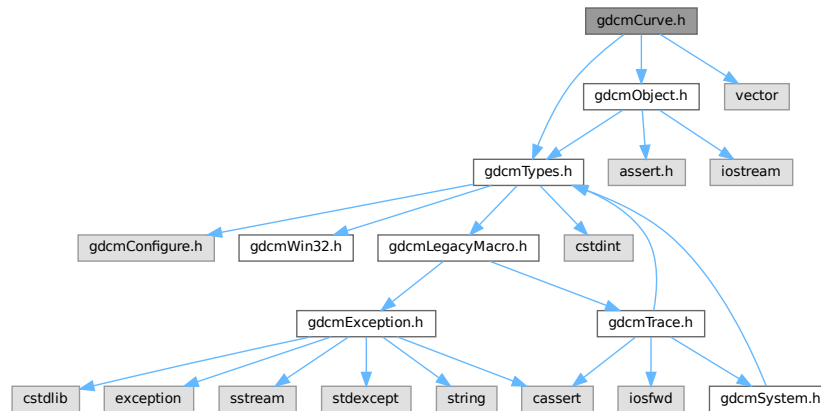 gdcmCurve.h
gdcmObject.h
vector
gdcmTypes.h
assert.h
iostream
gdcmConfigure.h
gdcmWin32.h
gdcmLegacyMacro.h
cstdint
gdcmException.h
gdcmTrace.h
cstdlib
exception
sstream
stdexcept
string
cassert
iosfwd
gdcmSystem.h